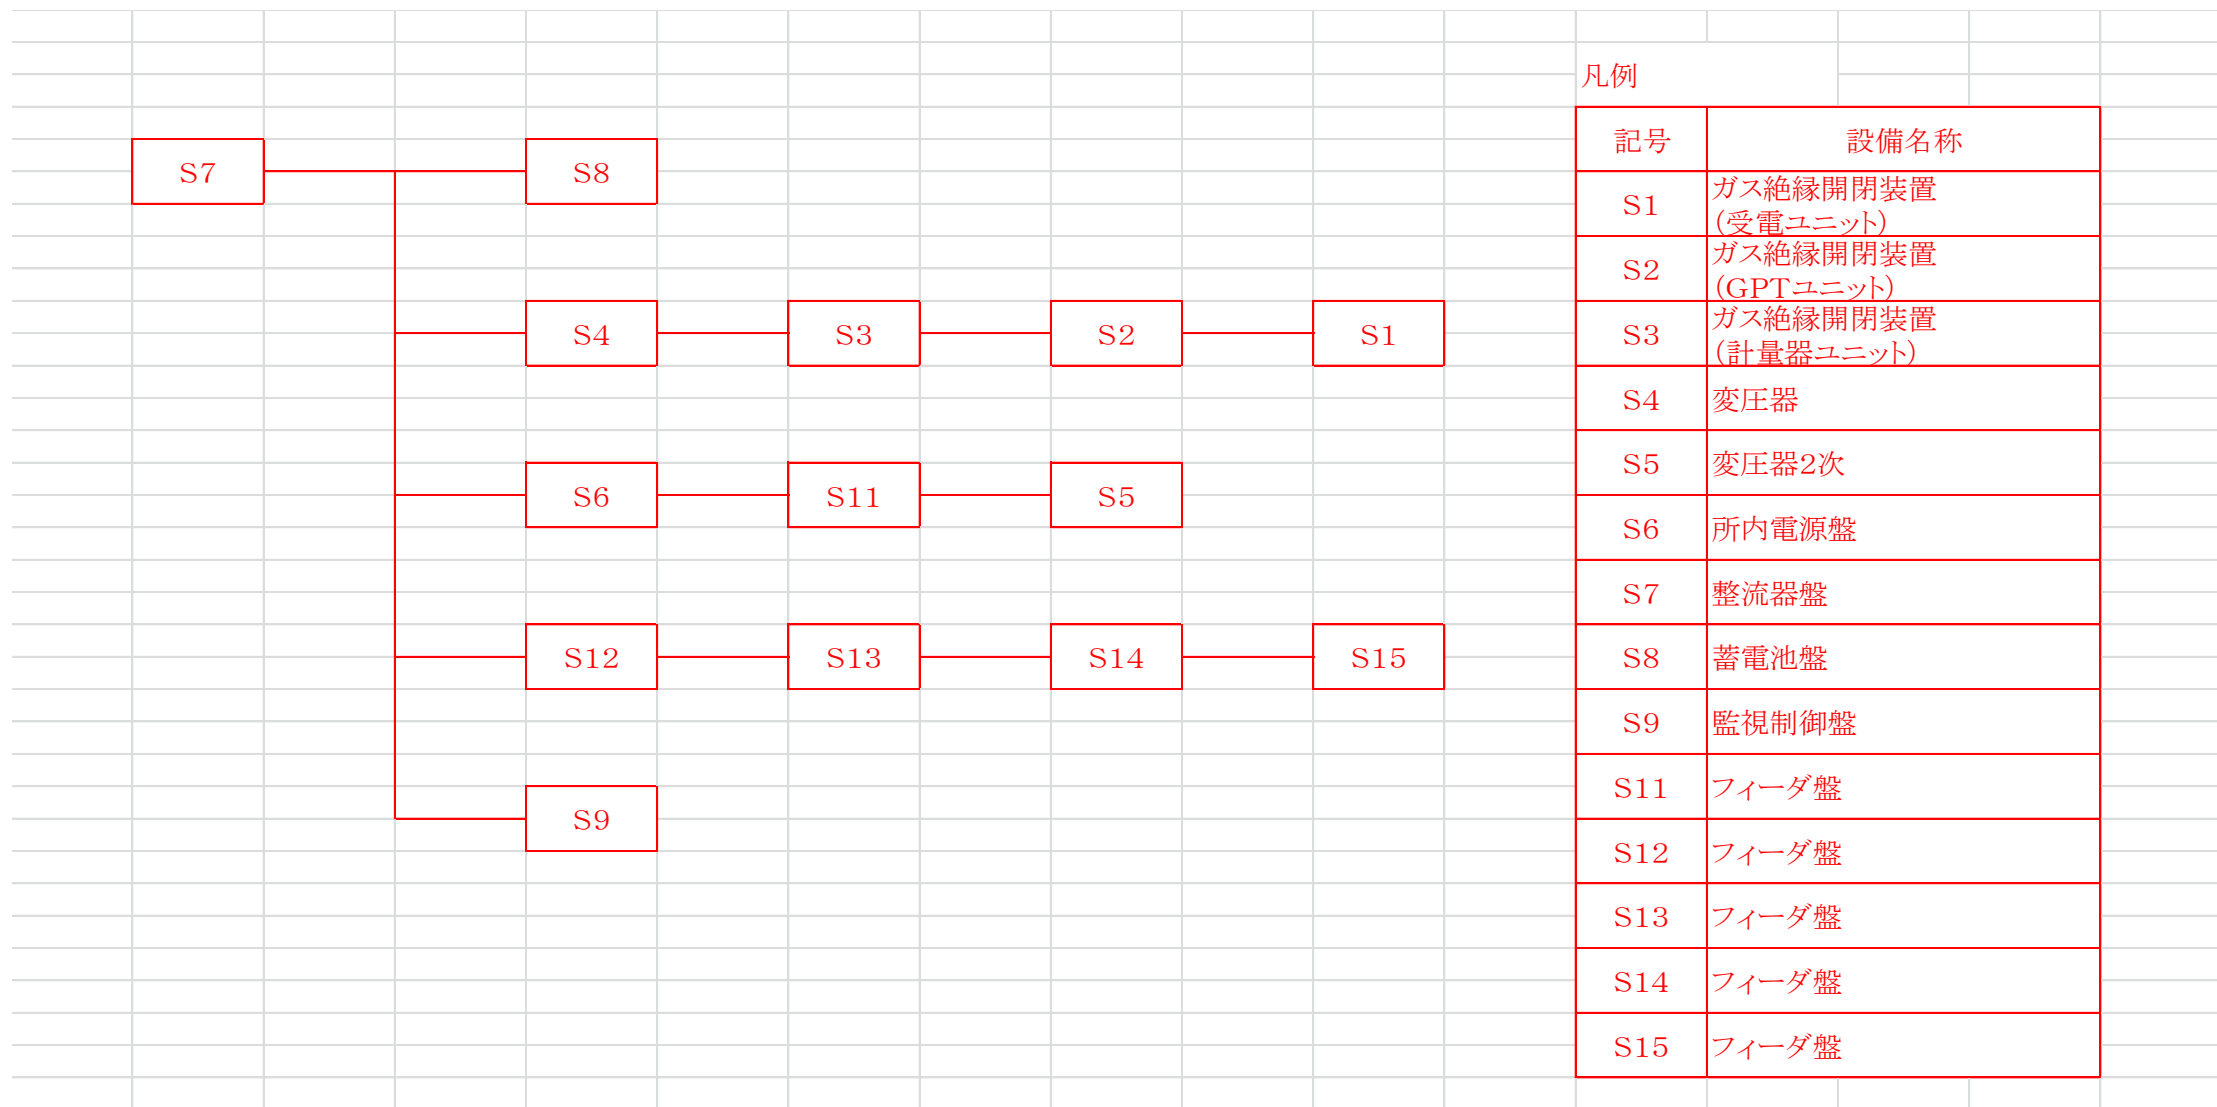 凡例
記号 設備名称
S7 S8
S1 ガス絶縁開閉装置
(受電ユニット)
S2 ガス絶縁開閉装置
(GPTユニット)
S4 S3 S2 S1
S3 ガス絶縁開閉装置
(計量器ユニット)
S4 変圧器
S5 変圧器2次
S6 S11 S5
S6 所内電源盤
S7 整流器盤
S12 S13 S14 S15
S8 蓄電池盤
S9 監視制御盤
S11 フィーダ盤
S9
S12 フィーダ盤
S13 フィーダ盤
S14 フィーダ盤
S15 フィーダ盤